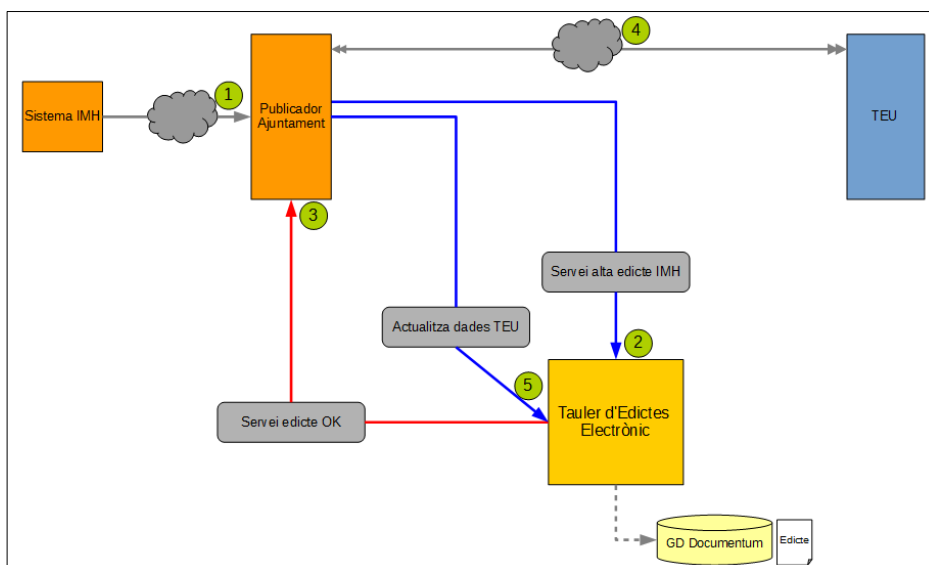 4
1
Sistema IMH
Publicador
Ajuntament
TEU
3
Servei alta edicte IMH
Actualitza dades TEU
2
5
Servei edicte OK
Tauler d'Edictes
Electrònic
GD Documentum
Edicte